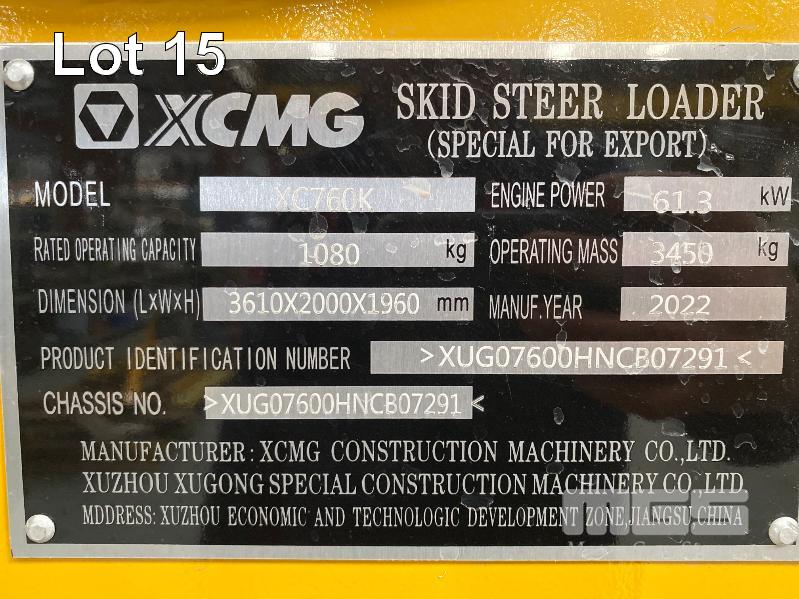 Lot 15
XCMG SKID STEER LOADER
(SPECIAL FOR EXPORT)
MODEL XC760K ENGINE POWER 61.3 kW
RATED OPERATING CAPACITY 1080 kg OPERATING MASS 3450 kg
DIMENSION (L×W×H) 3610X2000X1960 mm MANUF.YEAR 2022
PRODUCT IDENTIFICATION NUMBER >XUG07600HNCB07291<
CHASSIS NO. >XUG07600HNCB07291<
MANUFACTURER: XCMG CONSTRUCTION MACHINERY CO.,LTD.
XUZHOU XUGONG SPECIAL CONSTRUCTION MACHINERY CO.,LTD
MDDRESS: XUZHOU ECONOMIC AND TECHNOLOGIC DEVELOPMENT ZONE,JIANGSU,CHINA